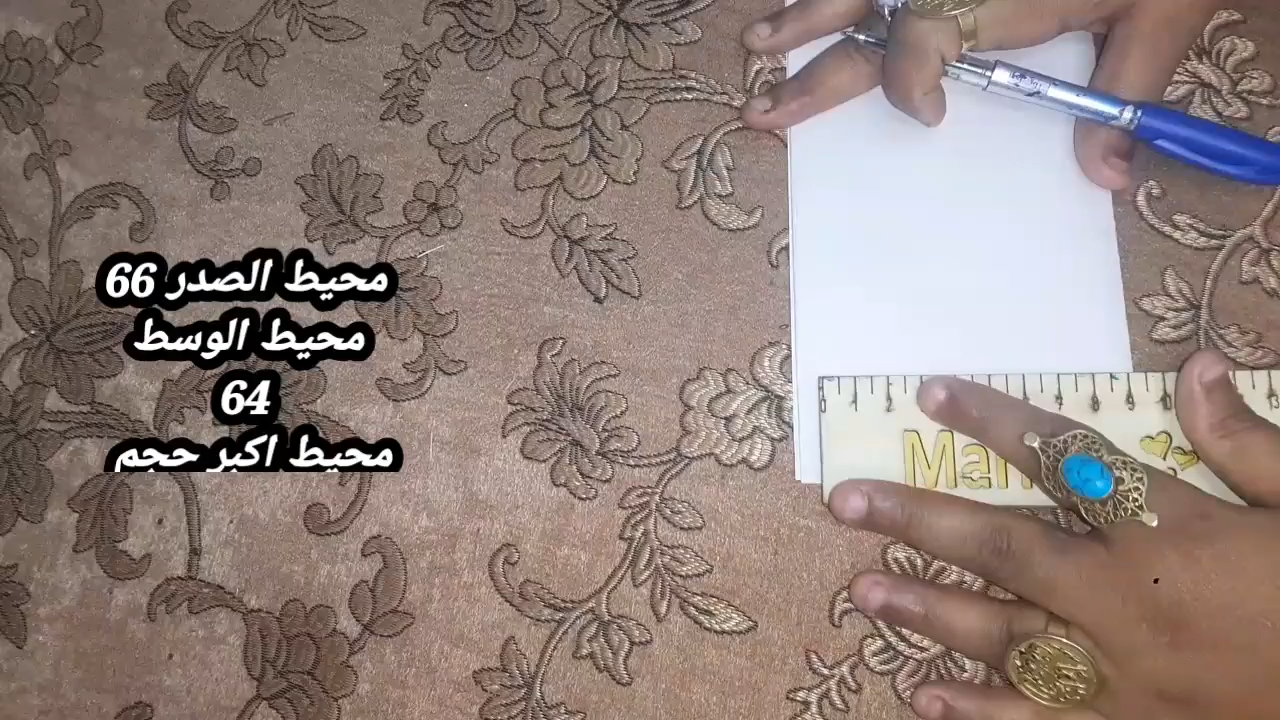 محيط الصدر 66
محيط الوسط
64
محيط اكبر حجم